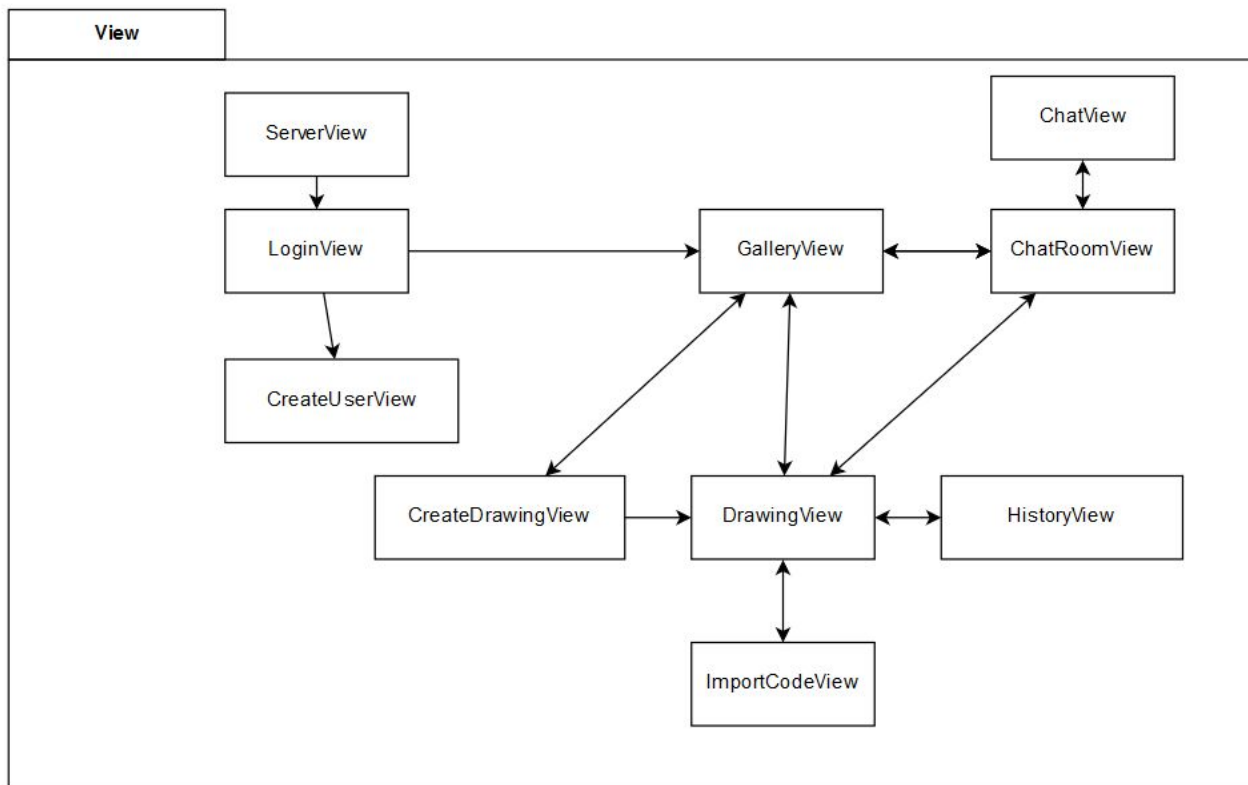 View
ServerView
ChatView
LoginView
GalleryView
ChatRoomView
CreateUserView
CreateDrawingView
DrawingView
HistoryView
ImportCodeView